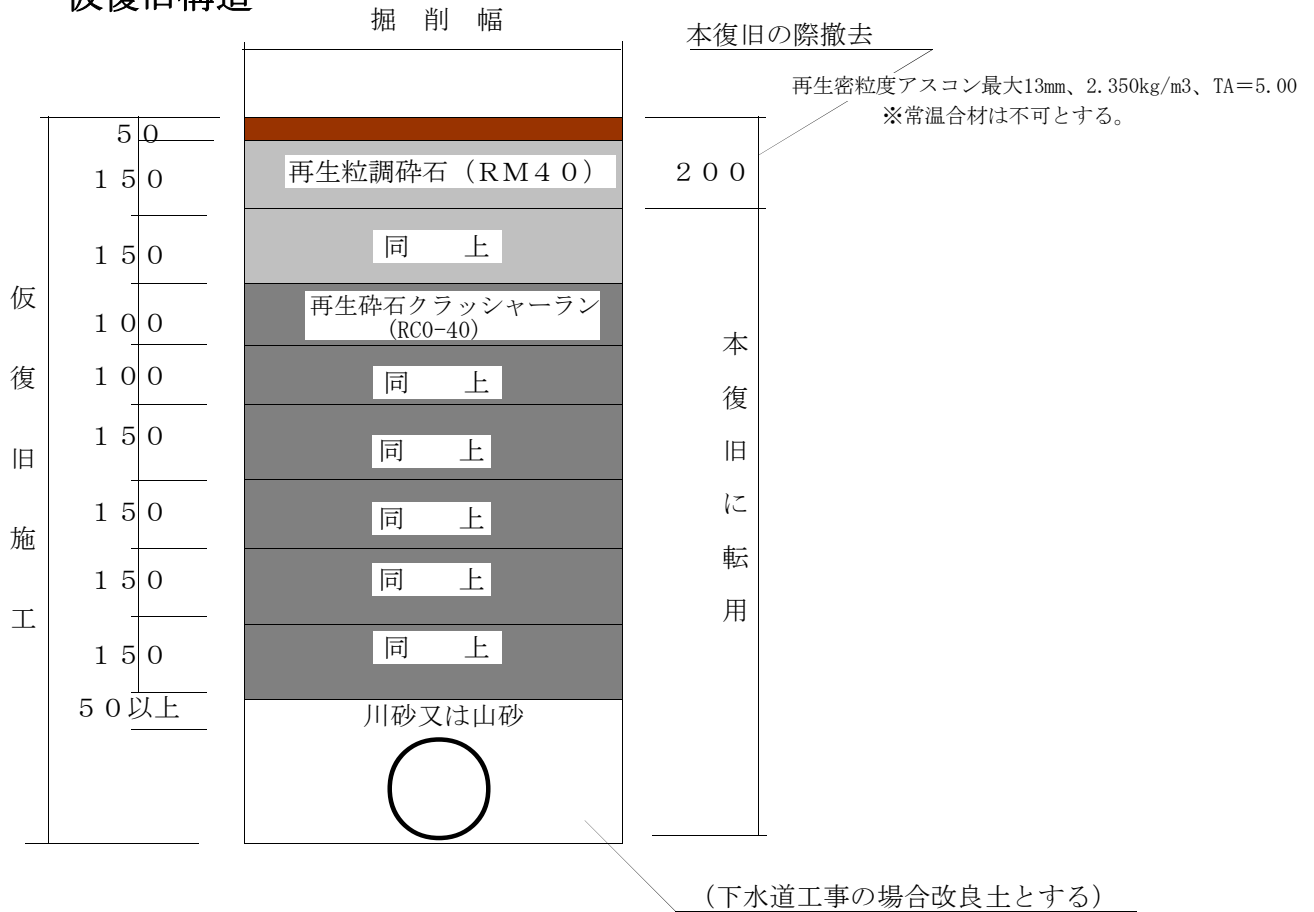 仮復旧構造
掘 削 幅
本復旧の際撤去
再生密粒度アスコン最大13mm、2.350kg/m3、TA＝5.00
※常温合材は不可とする。
５０
１５０
再生粒調砕石（ＲＭ４０）
２００
１５０
同 上
１００
再生砕石クラッシャーラン
(RCO-40)
１００
同 上
１５０
同 上
１５０
同 上
１５０
同 上
１５０
同 上
５０以上
川砂又は山砂
仮復旧施工
本復旧に転用
（下水道工事の場合改良土とする）